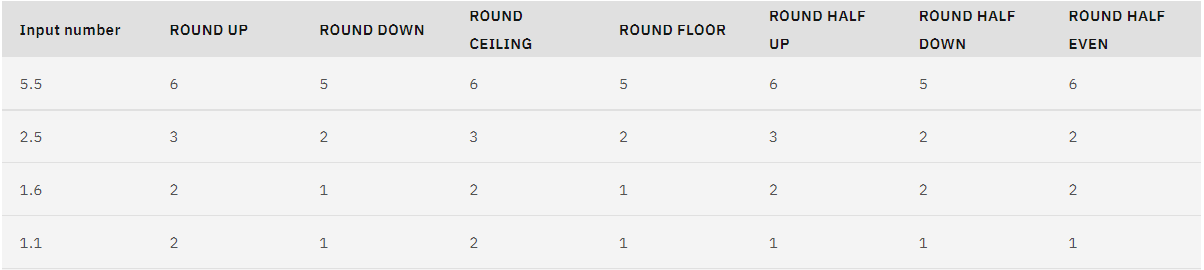 Input number ROUND UP ROUND DOWN ROUND CEILING ROUND FLOOR ROUND HALF UP ROUND HALF DOWN ROUND HALF EVEN
5.5 6 5 6 5 6 5 6
2.5 3 2 3 2 3 2 2
1.6 2 1 2 1 2 2 2
1.1 2 1 2 1 1 1 1